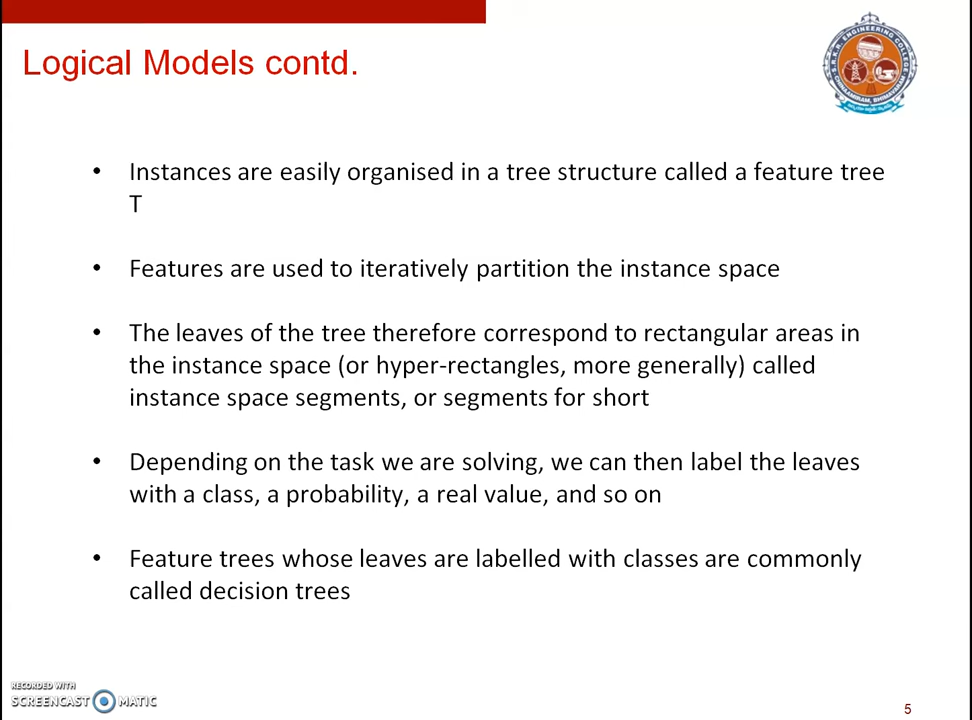 Logical Models contd.
S.R.K.R. ENGINEERING COLLEGE
CHINAAMIRAM, BHIMAVARAM
• Instances are easily organised in a tree structure called a feature tree
T
• Features are used to iteratively partition the instance space
• The leaves of the tree therefore correspond to rectangular areas in
the instance space (or hyper-rectangles, more generally) called
instance space segments, or segments for short
• Depending on the task we are solving, we can then label the leaves
with a class, a probability, a real value, and so on
• Feature trees whose leaves are labelled with classes are commonly
called decision trees
RECORDED WITH
SCREENCAST MATIC
5